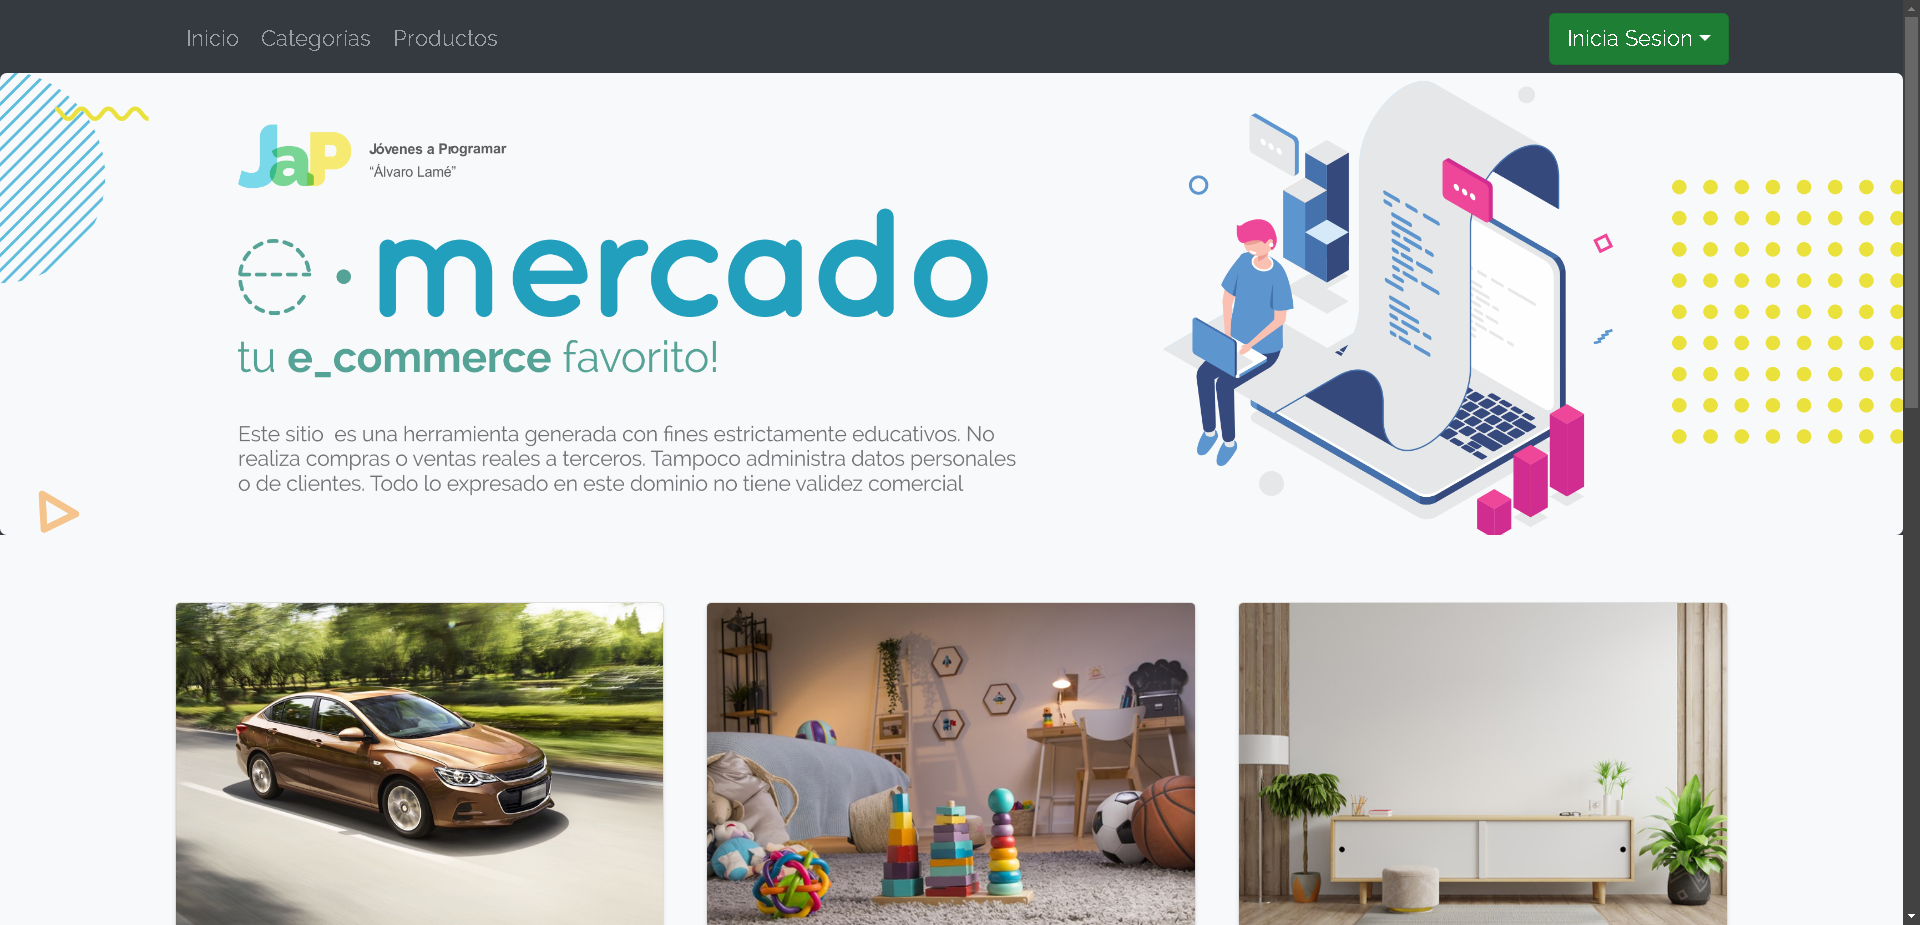 Inicio Categorías Productos
Inicia Sesion
JaP
Jóvenes a Programar
“Álvaro Lamé”
e · mercado
tu e_commerce favorito!
Este sitio es una herramienta generada con fines estrictamente educativos. No
realiza compras o ventas reales a terceros. Tampoco administra datos personales
o de clientes. Todo lo expresado en este dominio no tiene validez comercial